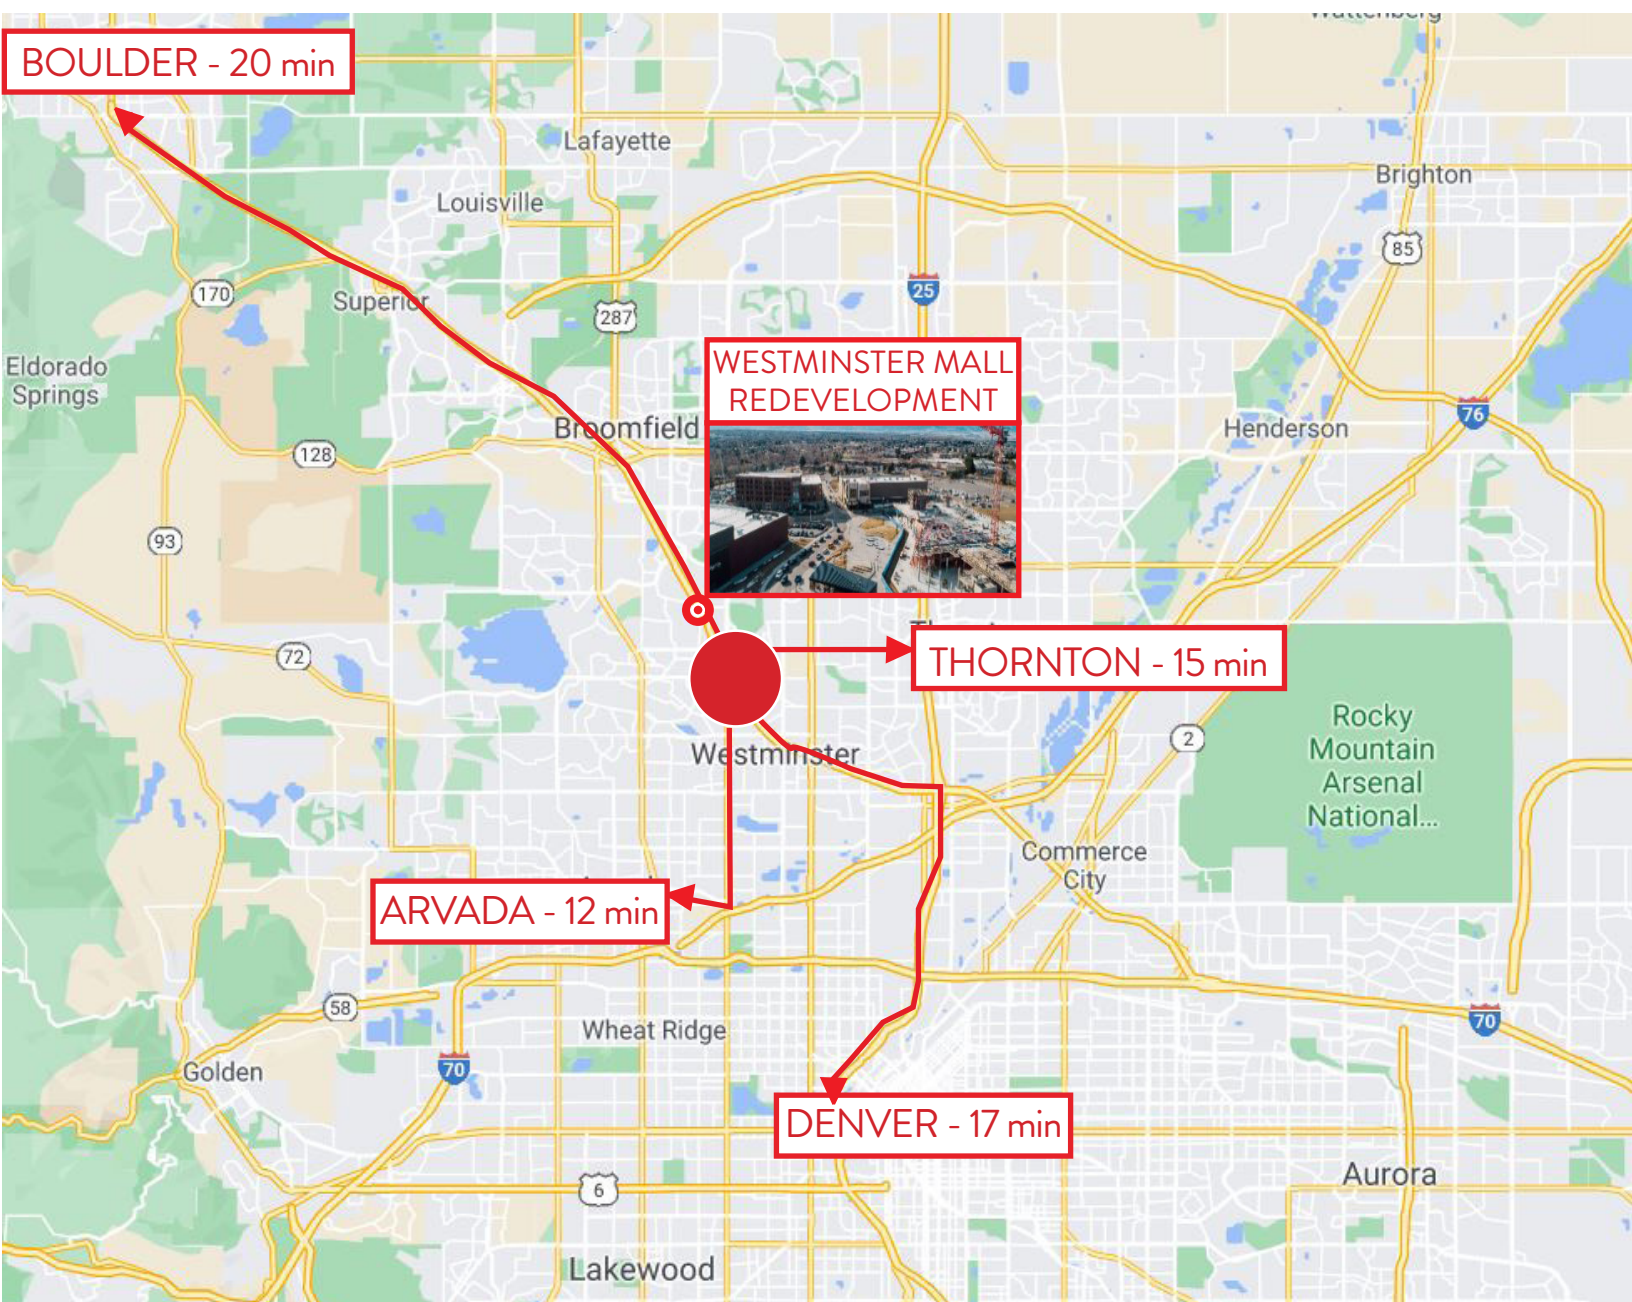 Wattenberg
BOULDER - 20 min
Lafayette
Brighton
Louisville
85
170
Superior
25
287
Eldorado
Springs
WESTMINSTER MALL
REDEVELOPMENT
76
Broomfield
Henderson
128
93
72
THORNTON - 15 min
Rocky
Mountain
Arsenal
National...
2
Westminster
Commerce
City
ARVADA - 12 min
58
70
Wheat Ridge
Golden
70
DENVER - 17 min
Aurora
6
Lakewood